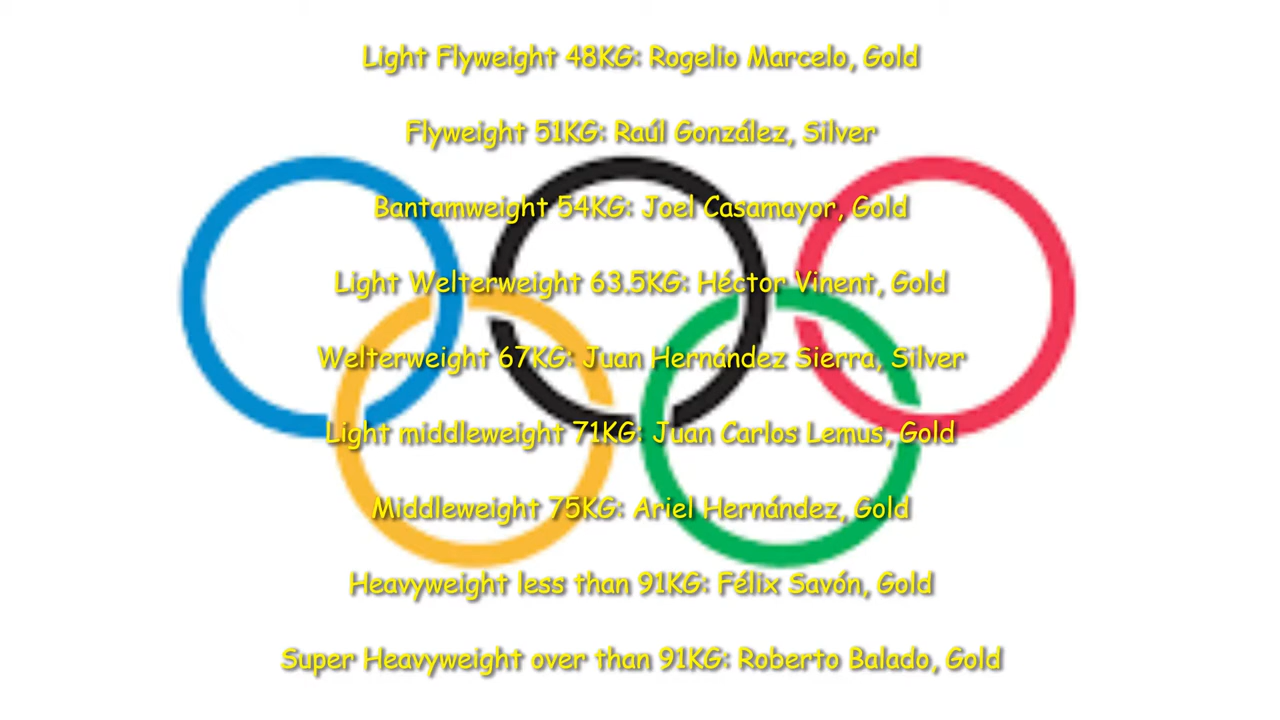 Light Flyweight 48KG: Rogelio Marcelo, Gold
Flyweight 51KG: Raúl González, Silver
Bantamweight 54KG: Joel Casamayor, Gold
Light Welterweight 63.5KG: Héctor Vinent, Gold
Welterweight 67KG: Juan Hernández Sierra, Silver
Light middleweight 71KG: Juan Carlos Lemus, Gold
Middleweight 75KG: Ariel Hernández, Gold
Heavyweight less than 91KG: Félix Savón, Gold
Super Heavyweight over than 91KG: Roberto Balado, Gold